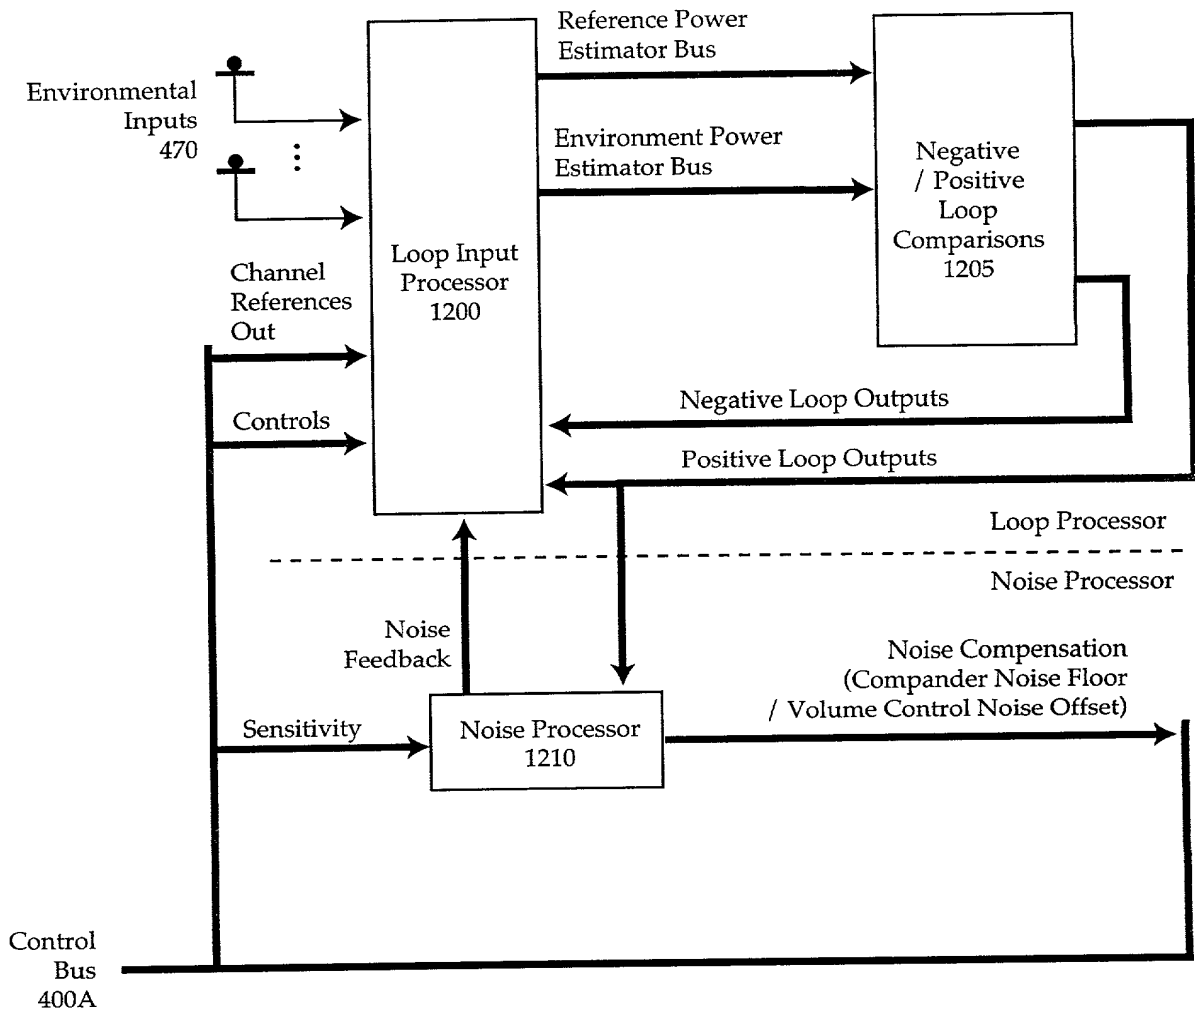 Reference Power
Estimator Bus
Environmental
Inputs
470
Environment Power
Estimator Bus
Negative
/ Positive
Loop
Comparisons
1205
Loop Input
Processor
1200
Channel
References
Out
Controls
Negative Loop Outputs
Positive Loop Outputs
Loop Processor
Noise Processor
Noise
Feedback
Noise Compensation
(Compander Noise Floor
/ Volume Control Noise Offset)
Sensitivity
Noise Processor
1210
Control
Bus
400A